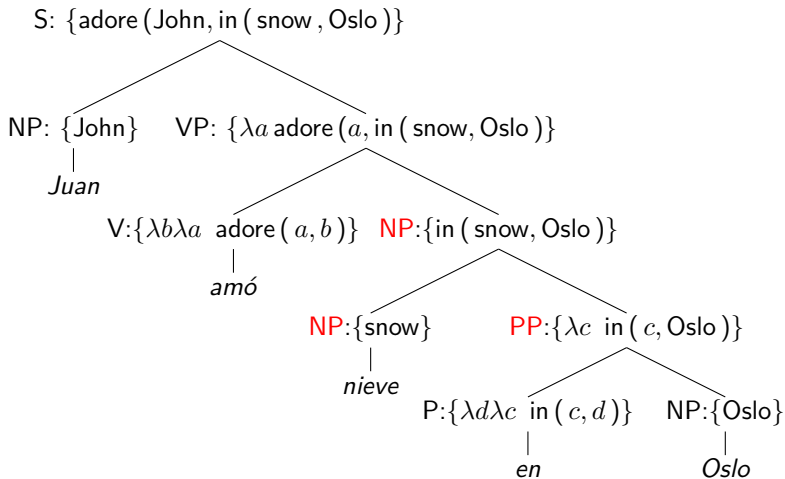 S: {adore (John, in ( snow , Oslo )}
NP: {John} VP: {λa adore (a, in ( snow, Oslo )}
Juan
V:{λbλa adore ( a, b )} NP:{in ( snow, Oslo )}
amó
NP:{snow} PP:{λc in ( c, Oslo )}
nieve
P:{λdλc in ( c, d )} NP:{Oslo}
en Oslo